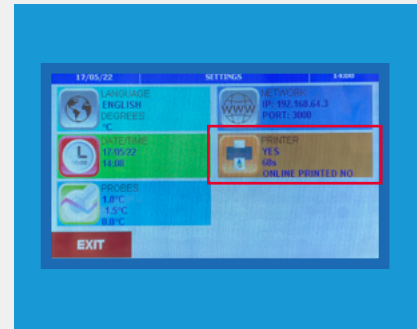 17/05/22 SETTINGS 14:08
LANGUAGE
ENGLISH
DEGREES
°C
NETWORK
WWW
IP: 192.168.64.3
PORT: 3000
DATE/TIME
17/05/22
14:08
PRINTER
YES
60s
ONLINE PRINTED NO
PROBES
1.0°C
1.5°C
0.0°C
EXIT